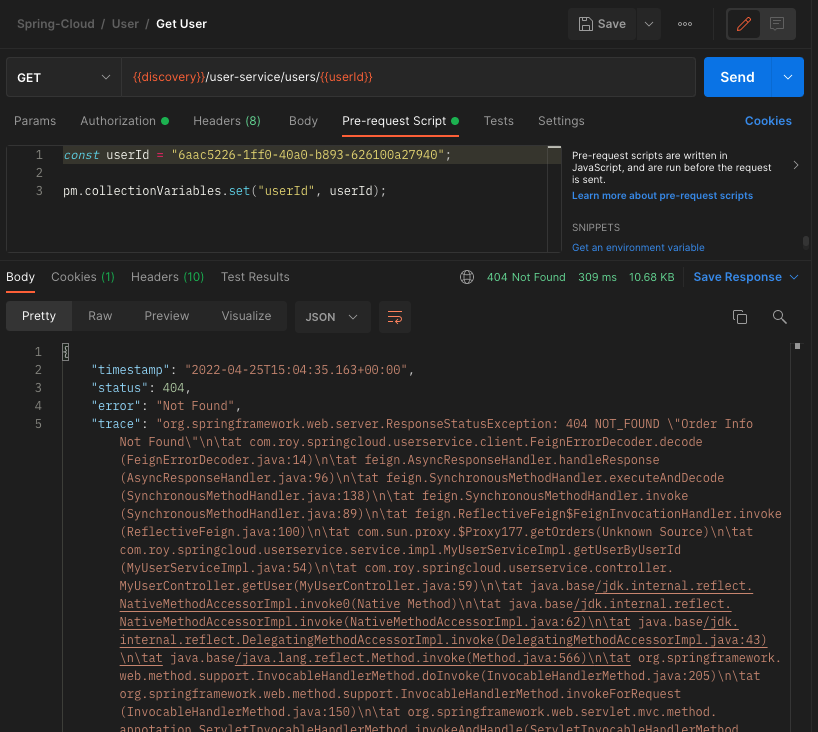 Spring-Cloud / User / Get User
Save
GET
{{discovery}}/user-service/users/{{userId}}
Send
Params Authorization Headers (8) Body Pre-request Script Tests Settings Cookies
1 const userId = "6aac5226-1ff0-40a0-b893-626100a27940";
2
3 pm.collectionVariables.set("userId", userId);
Pre-request scripts are written in
JavaScript, and are run before the request
is sent.
Learn more about pre-request scripts
SNIPPETS
Get an environment variable
Body Cookies (1) Headers (10) Test Results 404 Not Found 309 ms 10.68 KB Save Response
Pretty Raw Preview Visualize JSON
1 {
2 "timestamp": "2022-04-25T15:04:35.163+00:00",
3 "status": 404,
4 "error": "Not Found",
5 "trace": "org.springframework.web.server.ResponseStatusException: 404 NOT_FOUND \"Order Info
Not Found\"\n\tat com.roy.springcloud.userservice.client.FeignErrorDecoder.decode
(FeignErrorDecoder.java:14)\n\tat feign.AsyncResponseHandler.handleResponse
(AsyncResponseHandler.java:96)\n\tat feign.SynchronousMethodHandler.executeAndDecode
(SynchronousMethodHandler.java:138)\n\tat feign.SynchronousMethodHandler.invoke
(SynchronousMethodHandler.java:89)\n\tat feign.ReflectiveFeign$FeignInvocationHandler.invoke
(ReflectiveFeign.java:100)\n\tat com.sun.proxy.$Proxy177.getOrders(Unknown Source)\n\tat
com.roy.springcloud.userservice.service.impl.MyUserServiceImpl.getUserByUserId
(MyUserServiceImpl.java:54)\n\tat com.roy.springcloud.userservice.controller.
MyUserController.getUser(MyUserController.java:59)\n\tat java.base/jdk.internal.reflect.
NativeMethodAccessorImpl.invoke0(Native Method)\n\tat java.base/jdk.internal.reflect.
NativeMethodAccessorImpl.invoke(NativeMethodAccessorImpl.java:62)\n\tat java.base/jdk.
internal.reflect.DelegatingMethodAccessorImpl.invoke(DelegatingMethodAccessorImpl.java:43)
\n\tat java.base/java.lang.reflect.Method.invoke(Method.java:566)\n\tat org.springframework.
web.method.support.InvocableHandlerMethod.doInvoke(InvocableHandlerMethod.java:205)\n\tat
org.springframework.web.method.support.InvocableHandlerMethod.invokeForRequest
(InvocableHandlerMethod.java:150)\n\tat org.springframework.web.servlet.mvc.method.
annotation.ServletInvocableHandlerMethod.invokeAndHandle(ServletInvocableHandlerMethod.